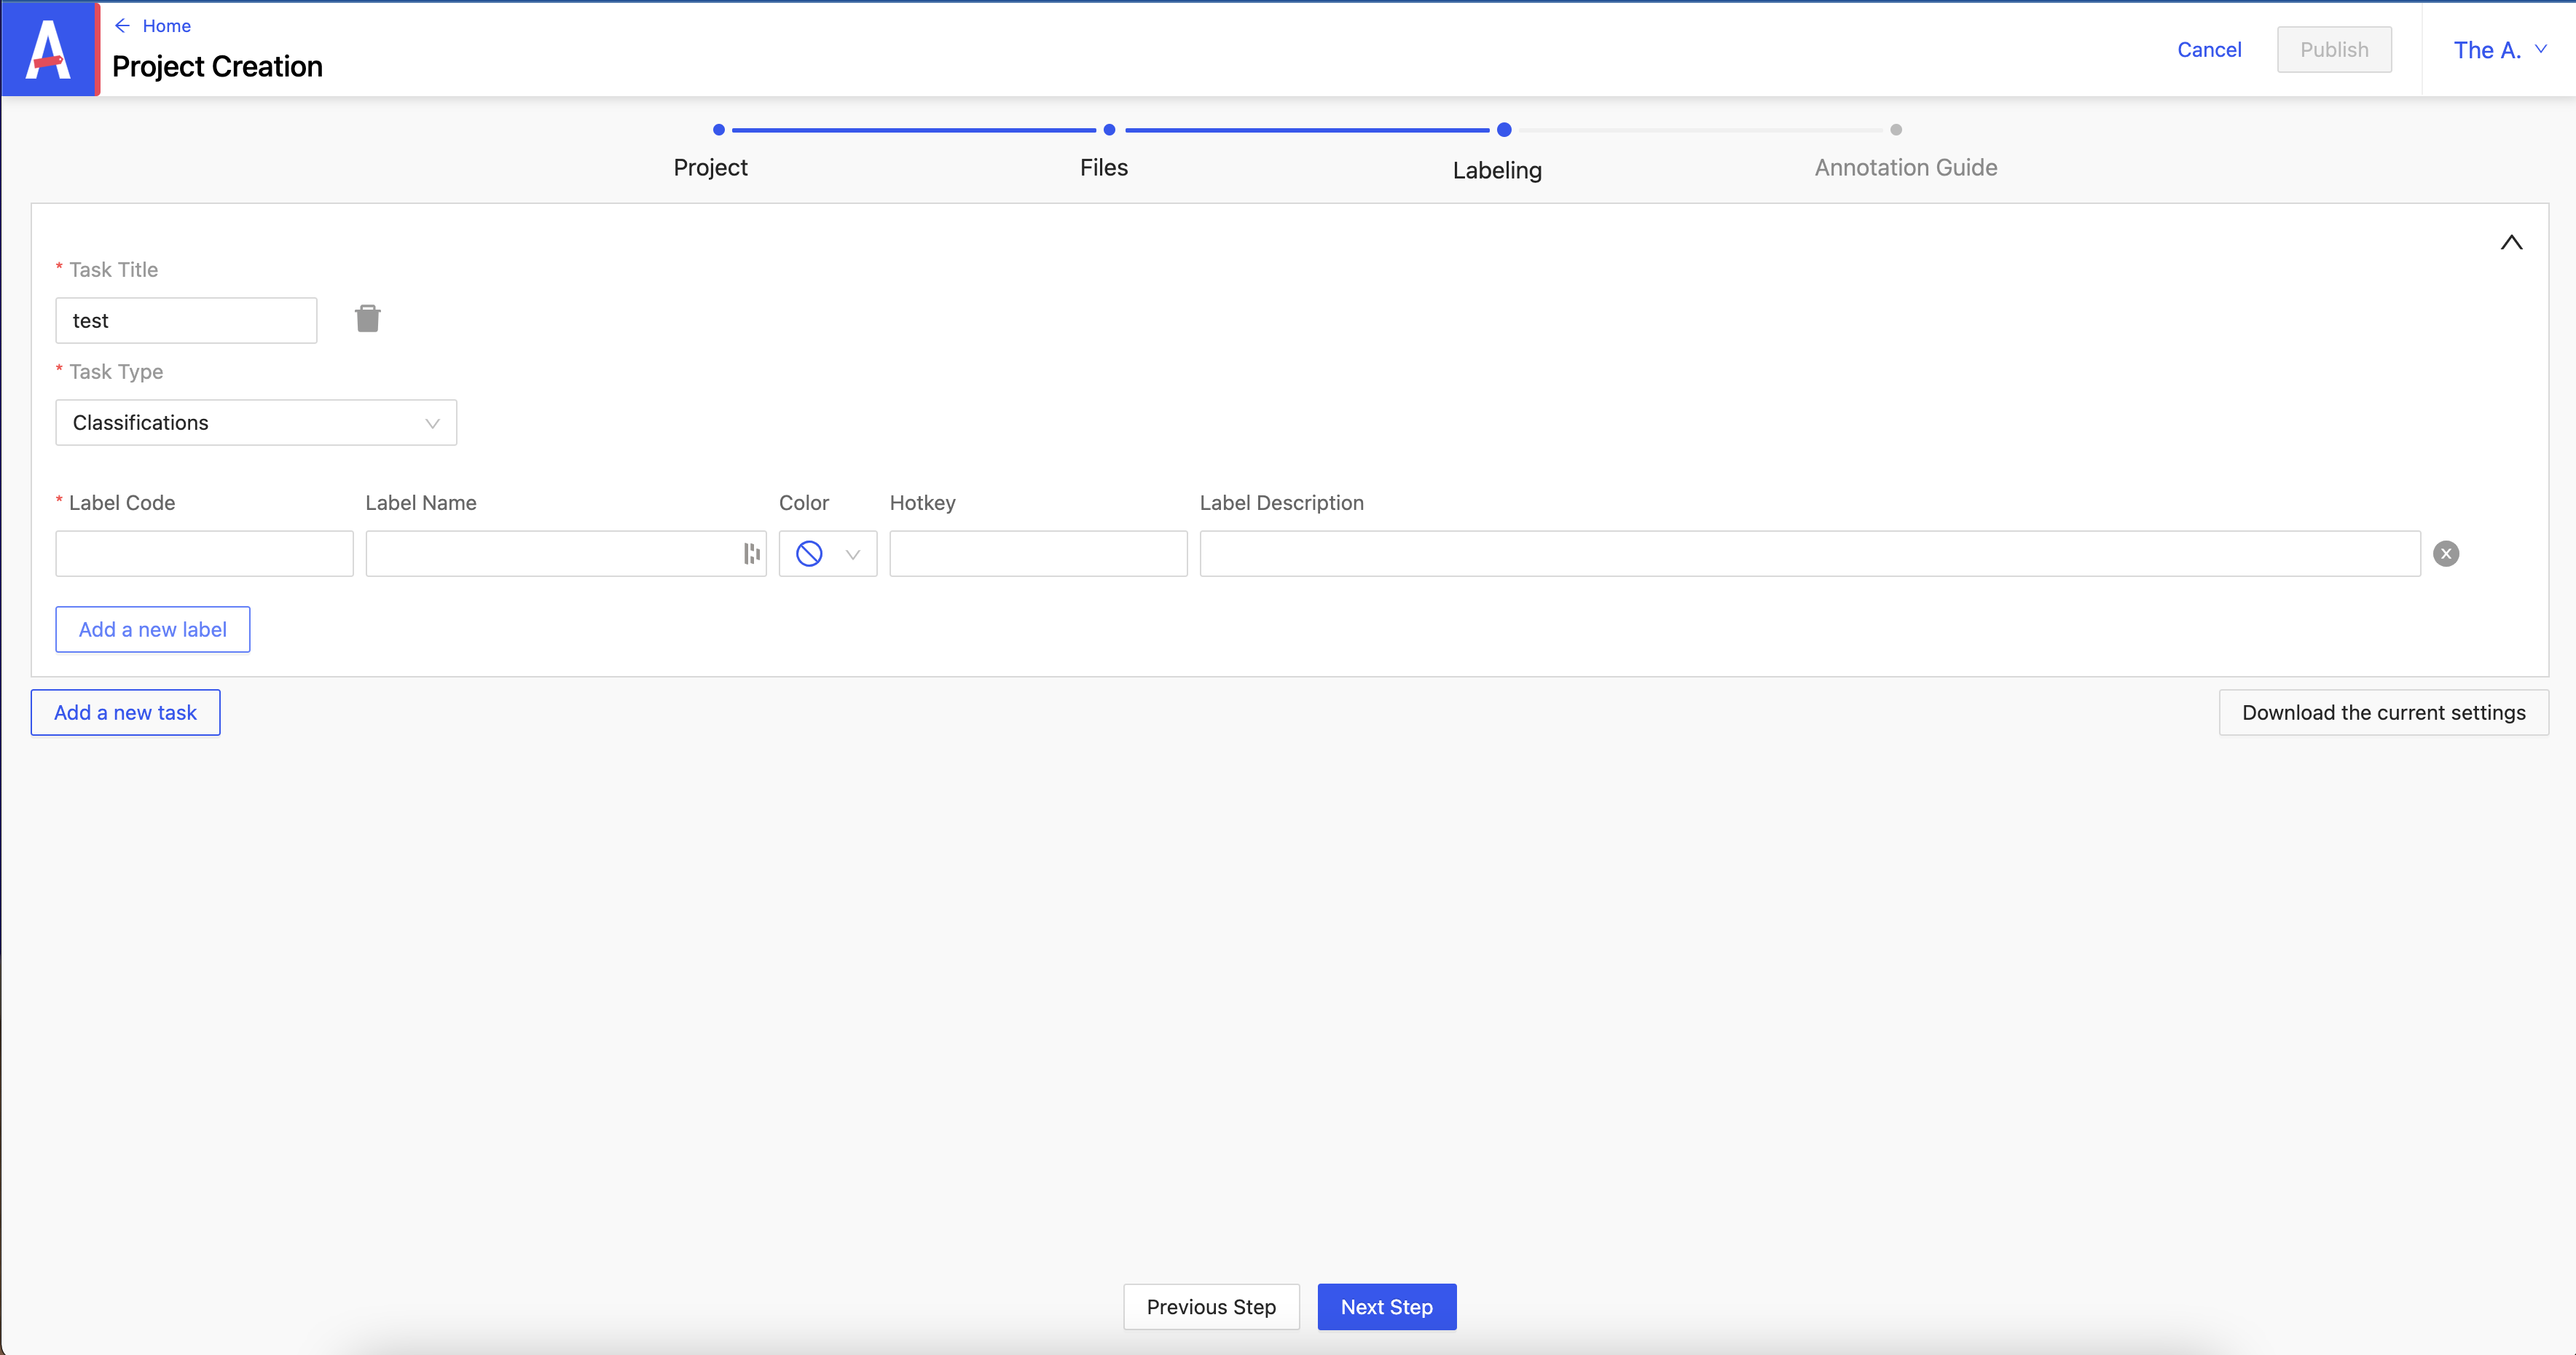 Home
Project Creation
Cancel
Publish
The A.
Project
Files
Labeling
Annotation Guide
* Task Title
test
* Task Type
Classifications
* Label Code
Label Name
Color
Hotkey
Label Description
Add a new label
Add a new task
Download the current settings
Previous Step
Next Step